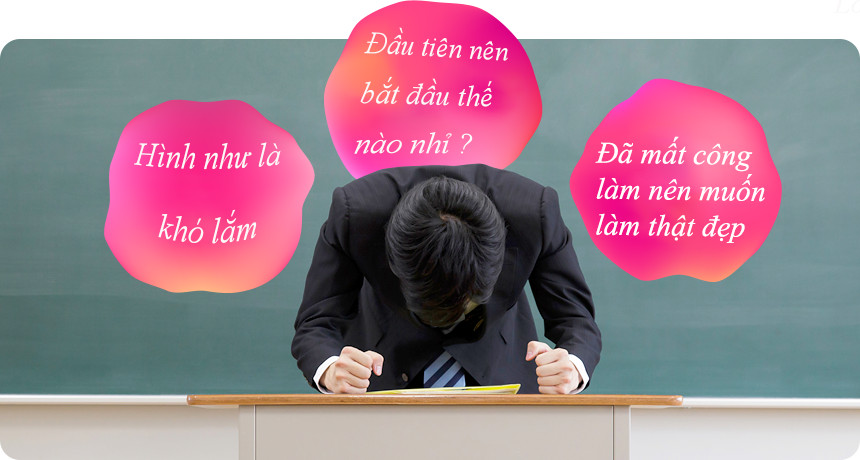 Hình như là
khó lắm
Đầu tiên nên
bắt đầu thế
nào nhỉ ?
Đã mất công
làm nên muốn
làm thật đẹp